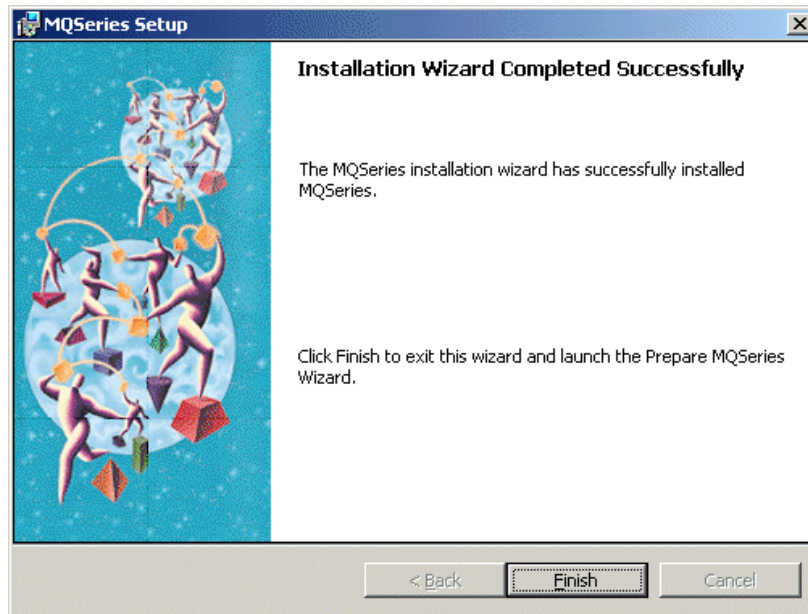 MQSeries Setup
Installation Wizard Completed Successfully
The MQSeries installation wizard has successfully installed
MQSeries.
Click Finish to exit this wizard and launch the Prepare MQSeries
Wizard.
< Back
Finish
Cancel